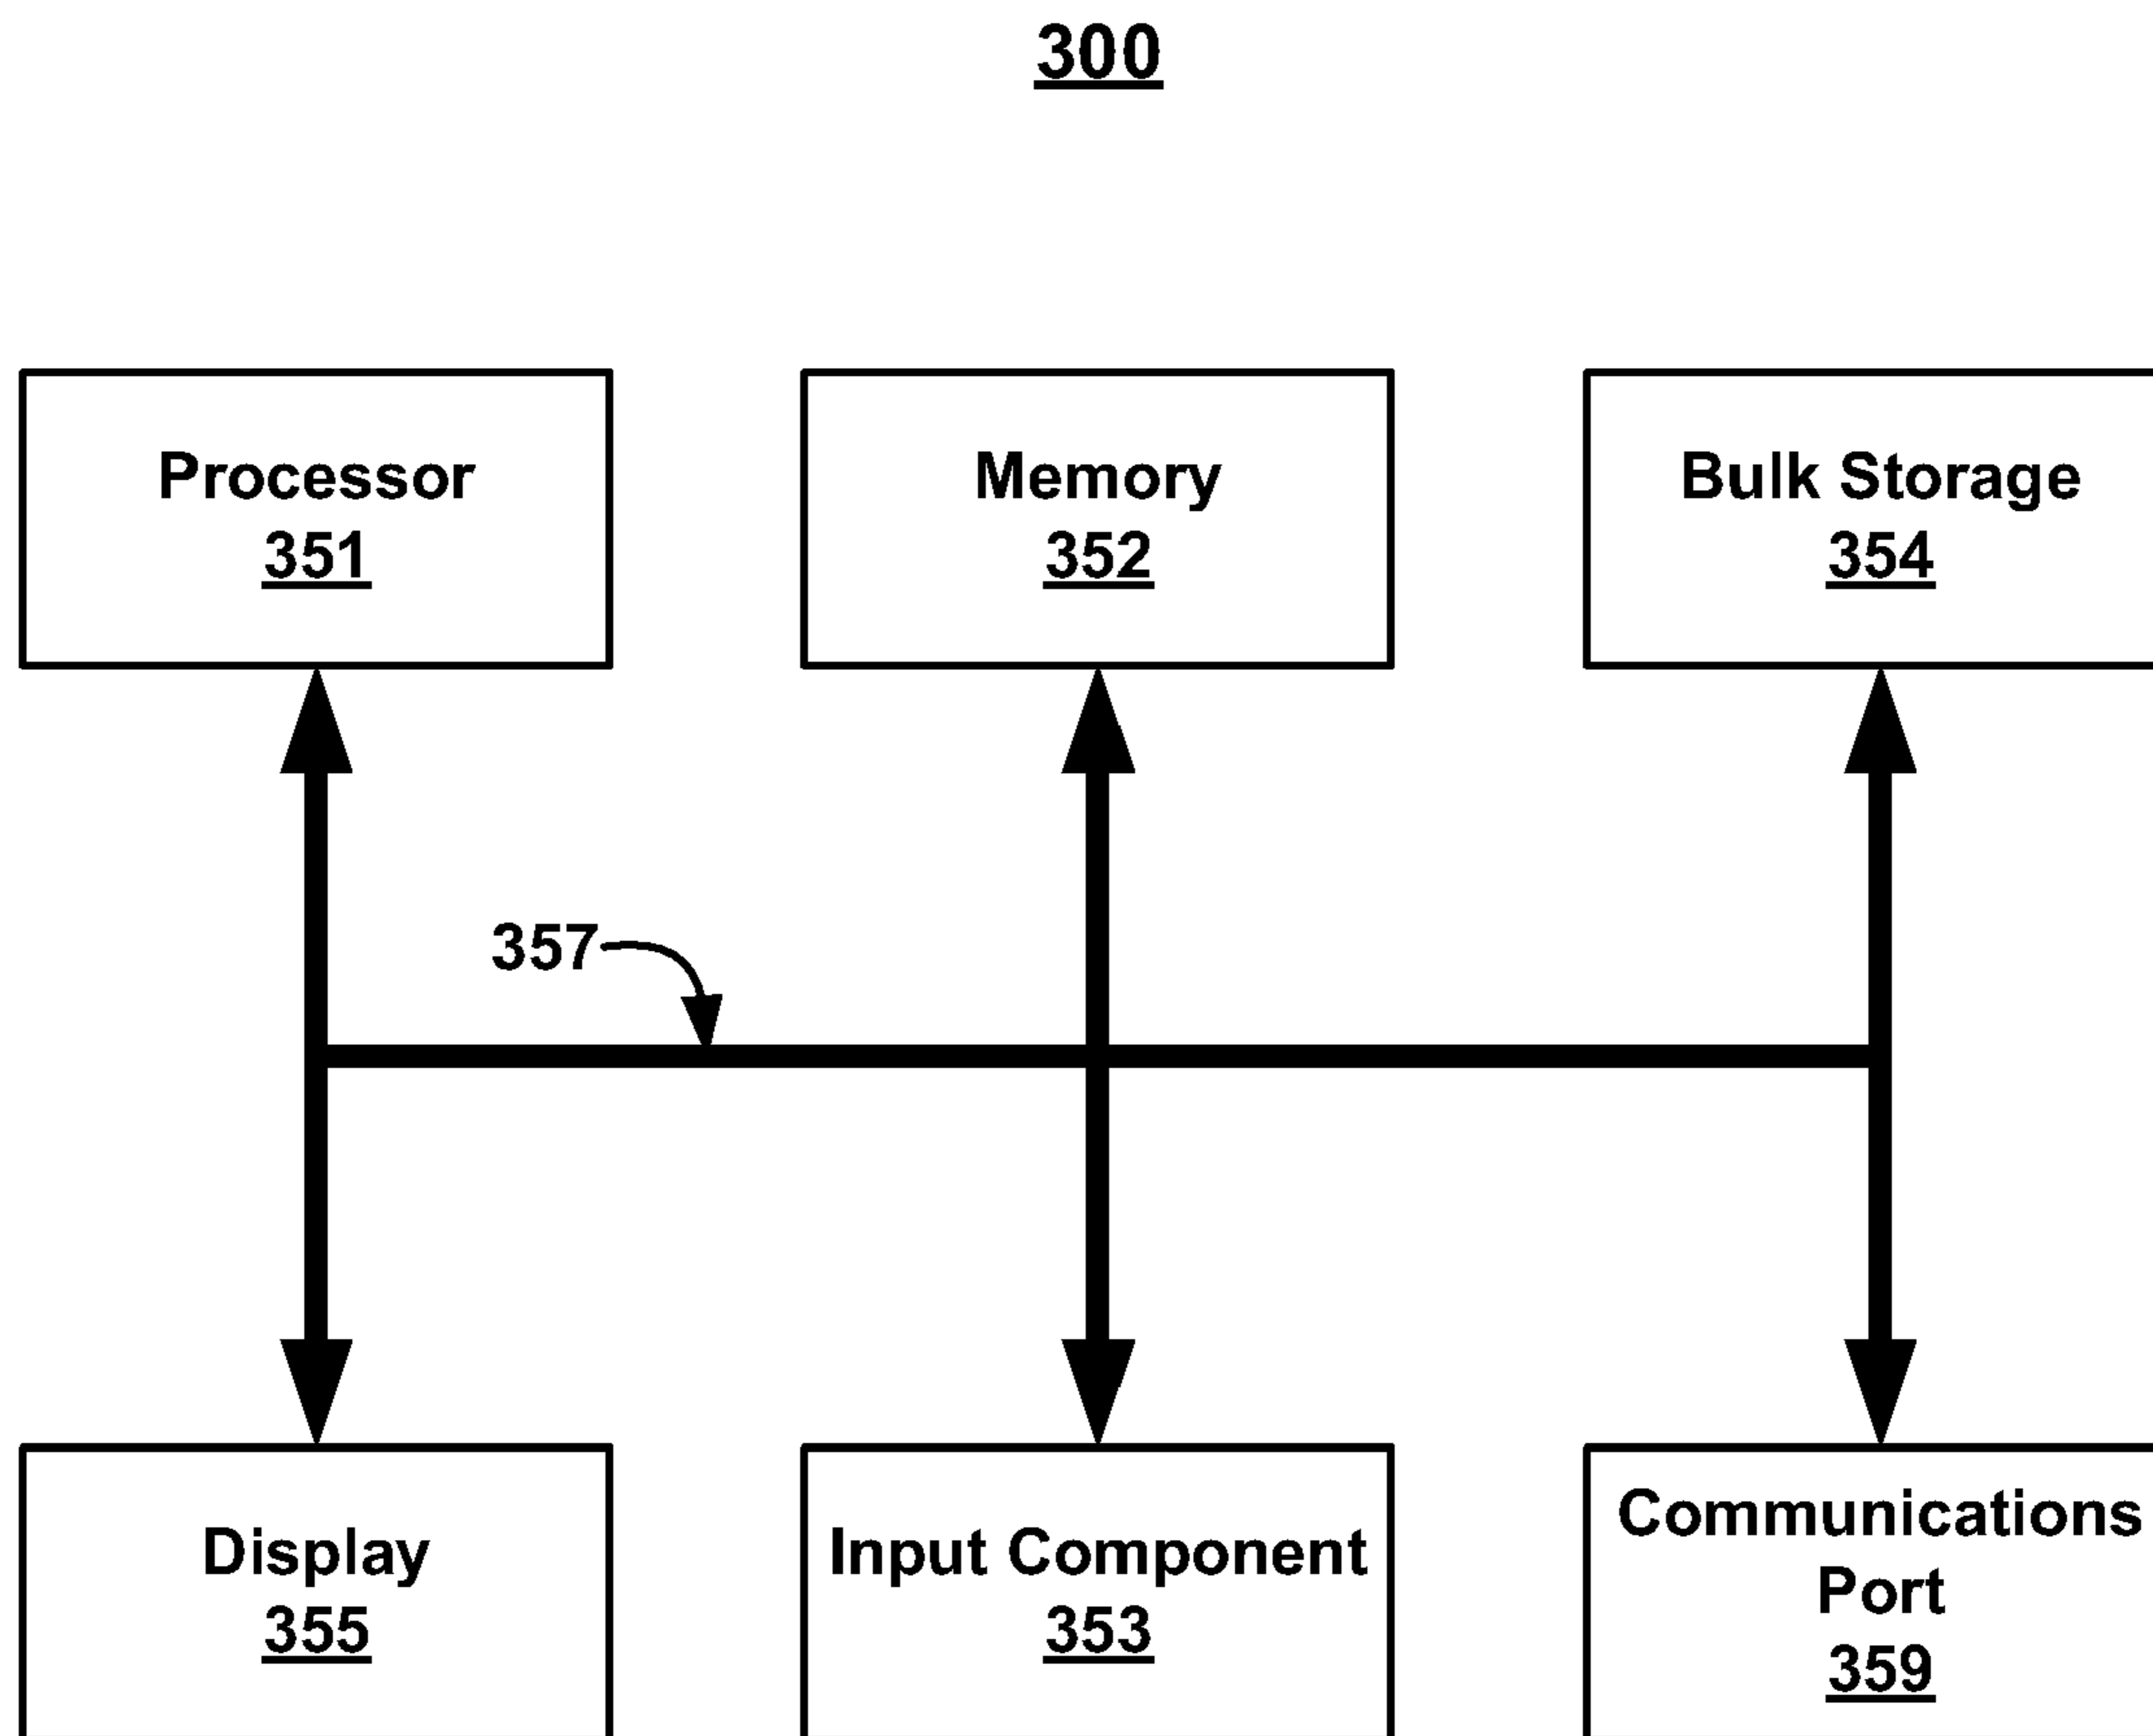 300
Processor
351
Memory
352
Bulk Storage
354
357
Display
355
Input Component
353
Communications
Port
359